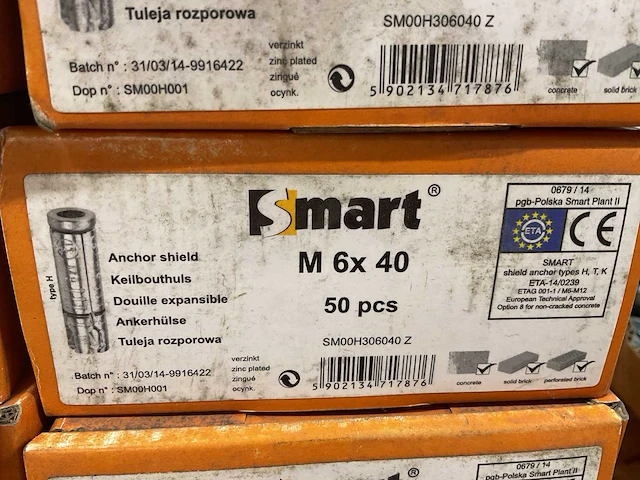 Tuleja rozporowa
SM00H306040 Z
Batch n° : 31/03/14-9916422
Dop n° : SM00H001
verzinkt
zinc plated
zingué
ocynk.
5 902134 717876
concrete
solid brick
0679 / 14
pgb-Polska Smart Plant II
Smart®
ETA
CE
M 6x 40
50 pcs
type H
Anchor shield
Keilbouthuls
Douille expansible
Ankerhülse
Tuleja rozporowa
SMART
shield anchor types H, T, K
ETA-14/0239
ETAG 001-1 / M6-M12
European Technical Approval
Option 8 for non-cracked concrete
SM00H306040 Z
Batch n° : 31/03/14-9916422
Dop n° : SM00H001
verzinkt
zinc plated
zingué
ocynk.
5 902134 717876
concrete
solid brick
perforated brick
®
0679 / 14
pgb-Polska Smart Plant II